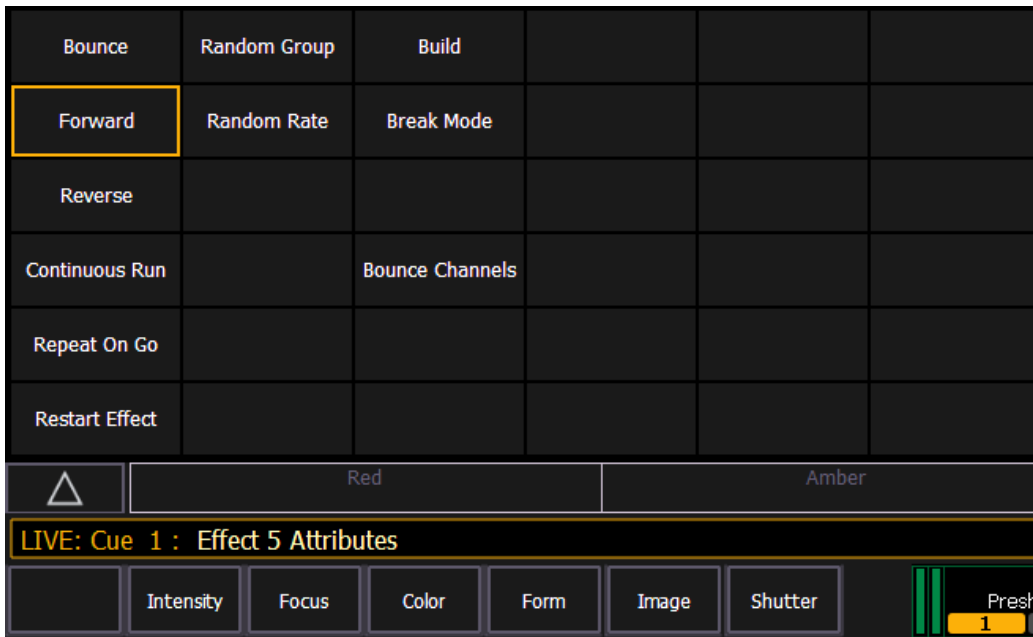 Bounce Random Group Build
Forward Random Rate Break Mode
Reverse
Continuous Run Bounce Channels
Repeat On Go
Restart Effect
Red Amber
LIVE: Cue 1 : Effect 5 Attributes
Intensity Focus Color Form Image Shutter Presh
1